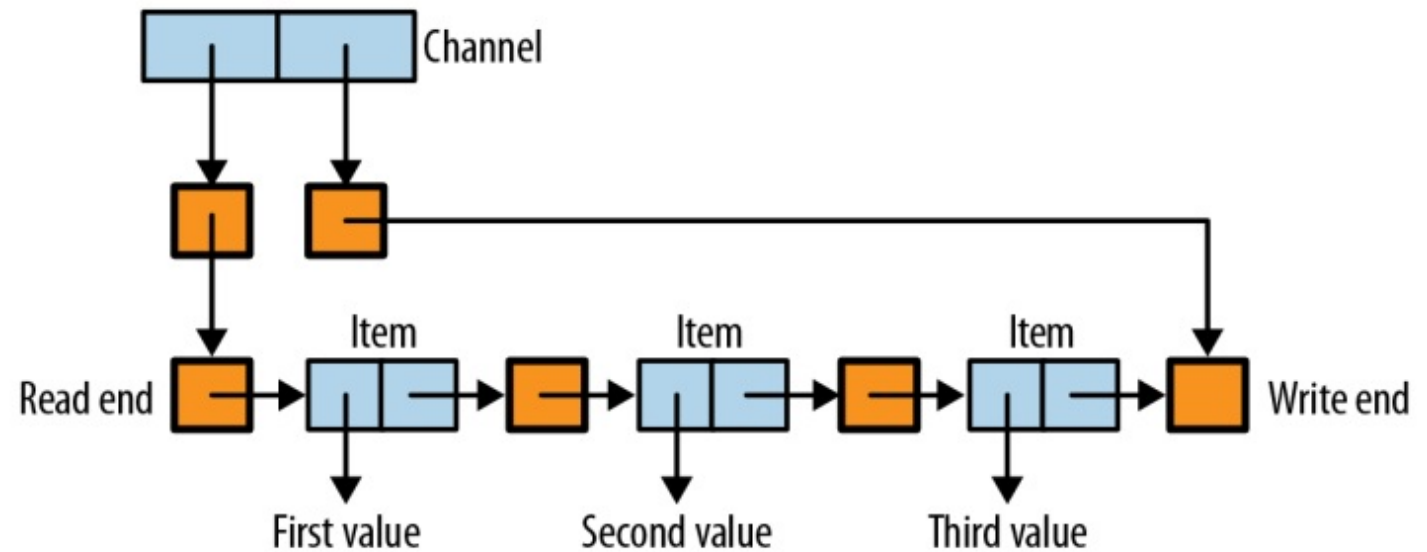 Channel
Item
Item
Item
Read end
Write end
First value
Second value
Third value